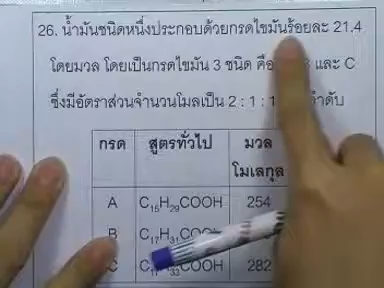 26. น้ำมันชนิดหนึ่งประกอบด้วยกรดไขมันร้อยละ 21.4
โดยมวล โดยเป็นกรดไขมัน 3 ชนิด คือ และ C
ซึ่งมีอัตราส่วนจำนวนโมลเป็น 2 : 1 : 1
กรด สูตรทั่วไป มวล
โมเลกุล
A C₁₅H₂₉COOH 254
B C₁₇H₃₁COOH
C ₃₃COOH 282